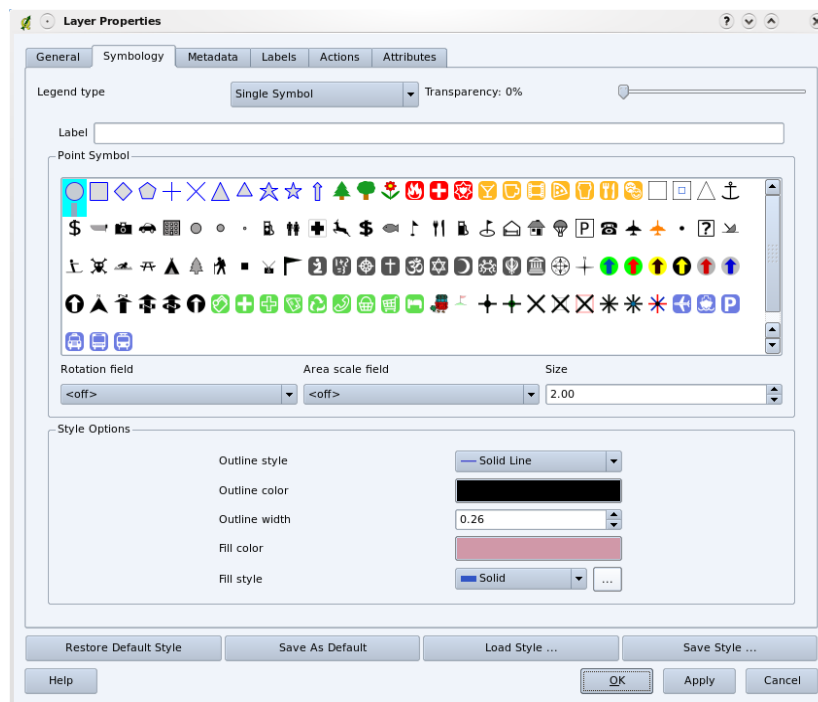 Layer Properties
General Symbology Metadata Labels Actions Attributes
Legend type Single Symbol Transparency: 0%
Label
Point Symbol
Rotation field Area scale field Size
<off> <off> 2.00
Style Options
Outline style Solid Line
Outline color
Outline width 0.26
Fill color
Fill style Solid ...
Restore Default Style Save As Default Load Style ... Save Style ...
Help OK Apply Cancel